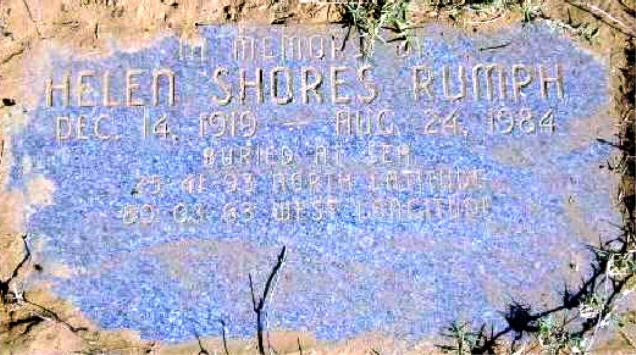 IN MEMORY OF
HELEN SHORES RUMPH
DEC. 14, 1919 — AUG. 24, 1984
BURIED AT SEA
NORTH LATITUDE
WEST LONGITUDE